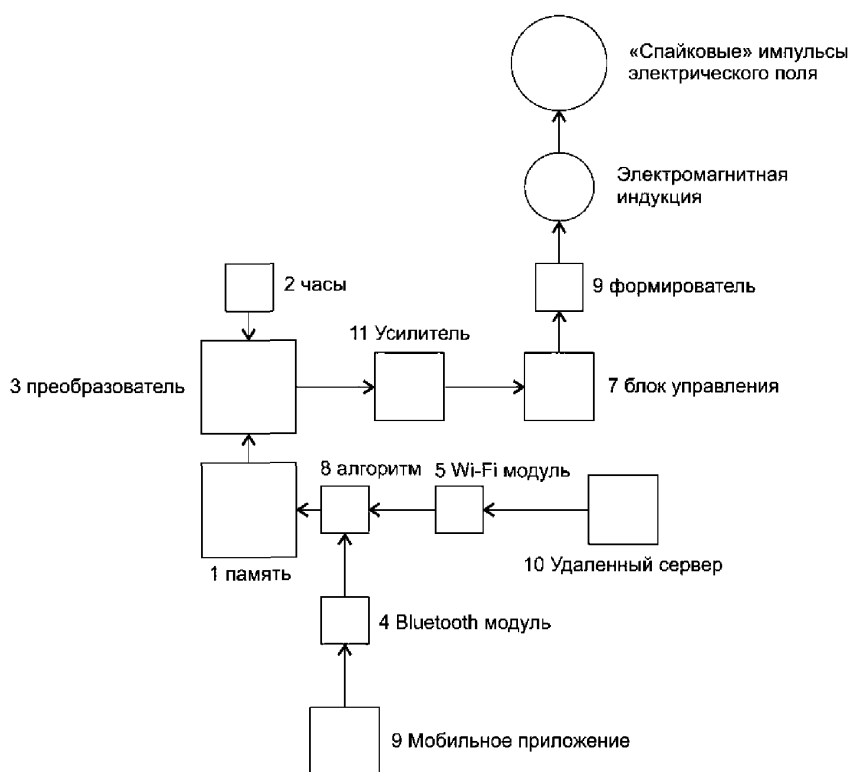 «Спайковые» импульсы
электрического поля
Электромагнитная
индукция
2 часы
9 формирователь
11 Усилитель
3 преобразователь
7 блок управления
8 алгоритм
5 Wi-Fi модуль
1 память
10 Удаленный сервер
4 Bluetooth модуль
9 Мобильное приложение